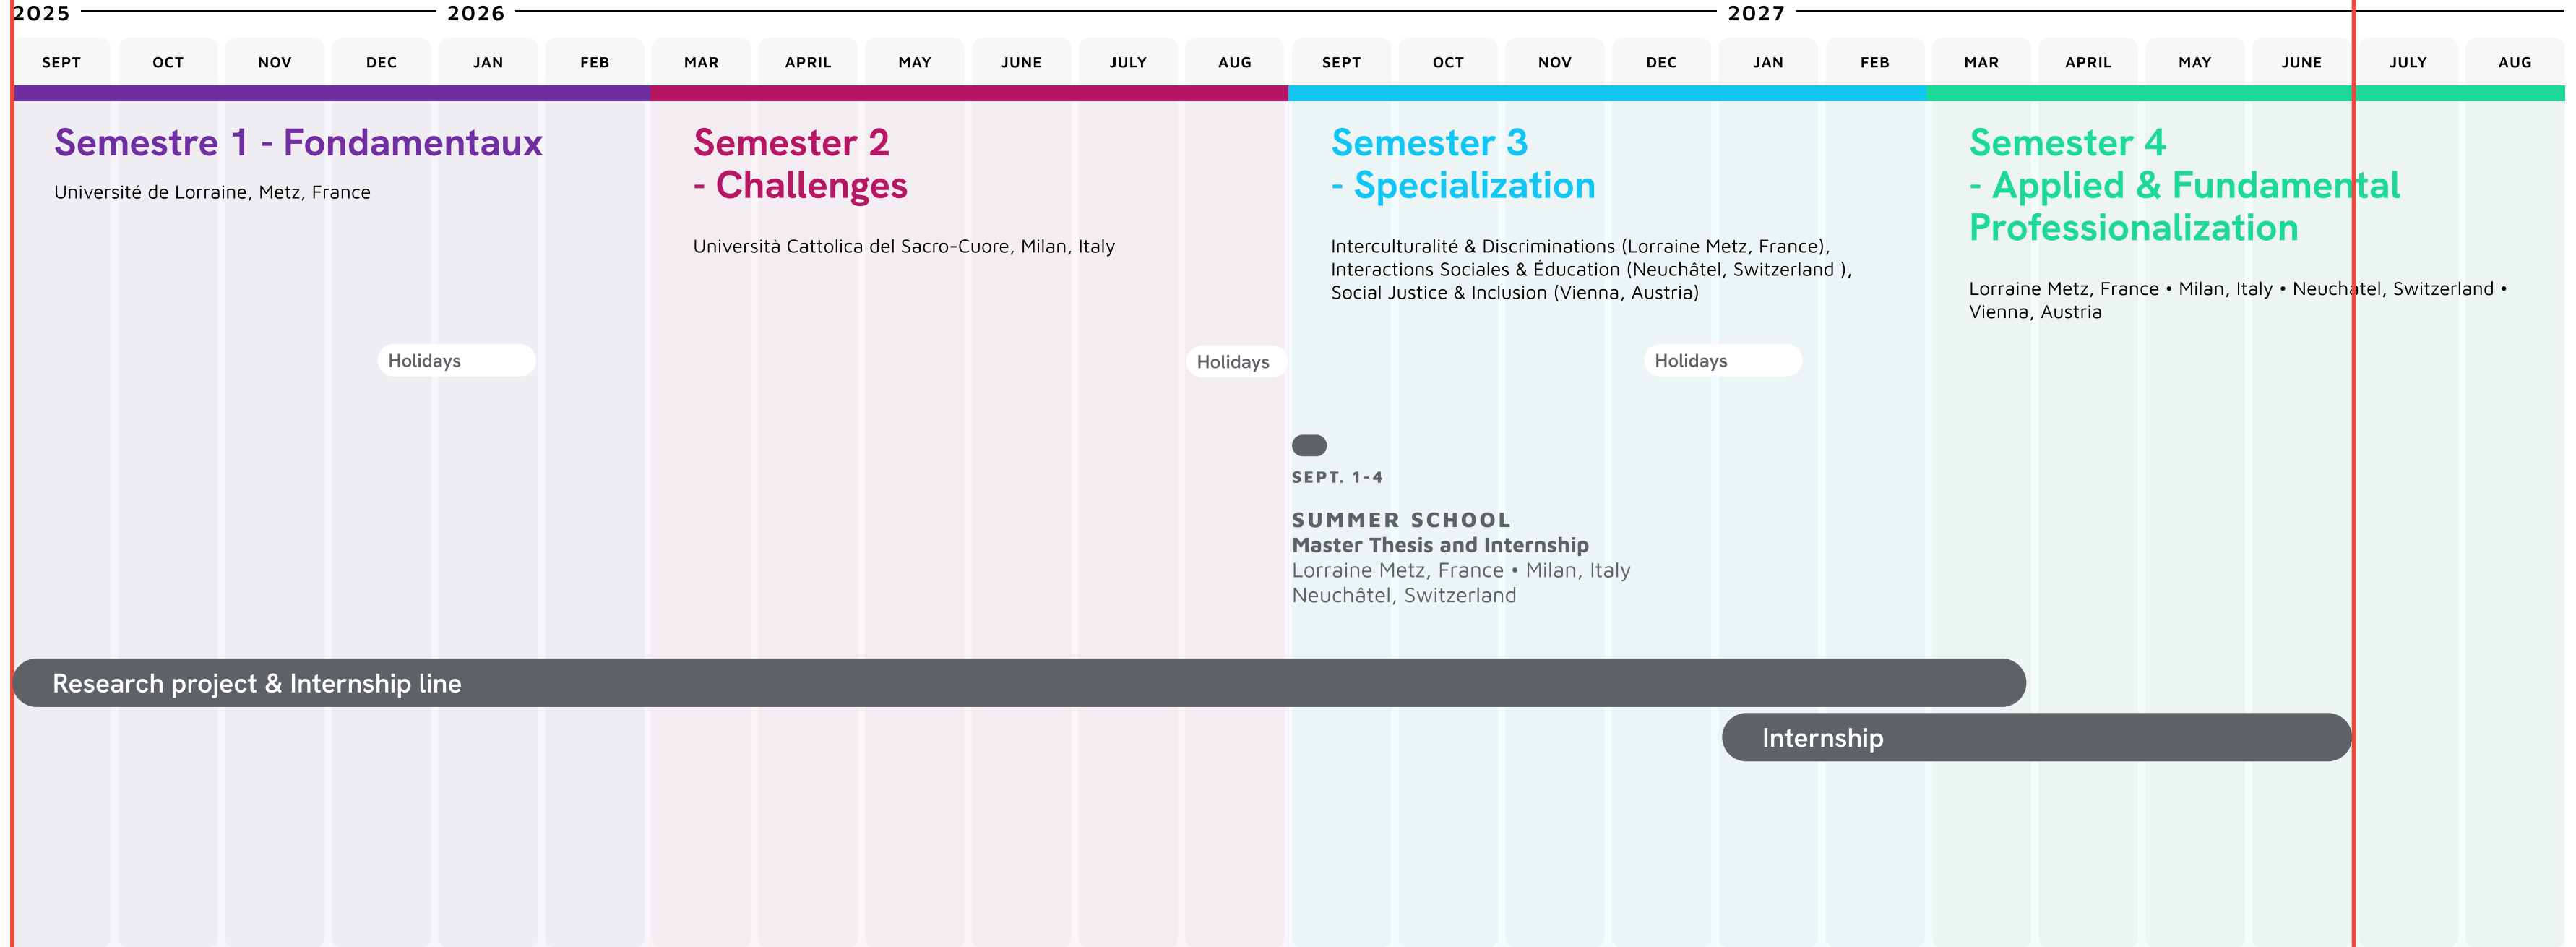 2025 2026 2027
SEPT OCT NOV DEC JAN FEB MAR APRIL MAY JUNE JULY AUG SEPT OCT NOV DEC JAN FEB MAR APRIL MAY JUNE JULY AUG
Semestre 1 - Fondamentaux
Université de Lorraine, Metz, France
Semester 2
- Challenges
Università Cattolica del Sacro-Cuore, Milan, Italy
Semester 3
- Specialization
Interculturalité & Discriminations (Lorraine Metz, France),
Interactions Sociales & Éducation (Neuchâtel, Switzerland ),
Social Justice & Inclusion (Vienna, Austria)
Semester 4
- Applied & Fundamental
Professionalization
Lorraine Metz, France • Milan, Italy • Neuchâtel, Switzerland •
Vienna, Austria
Holidays
Holidays
Holidays
SEPT. 1-4
SUMMER SCHOOL
Master Thesis and Internship
Lorraine Metz, France • Milan, Italy
Neuchâtel, Switzerland
Research project & Internship line
Internship